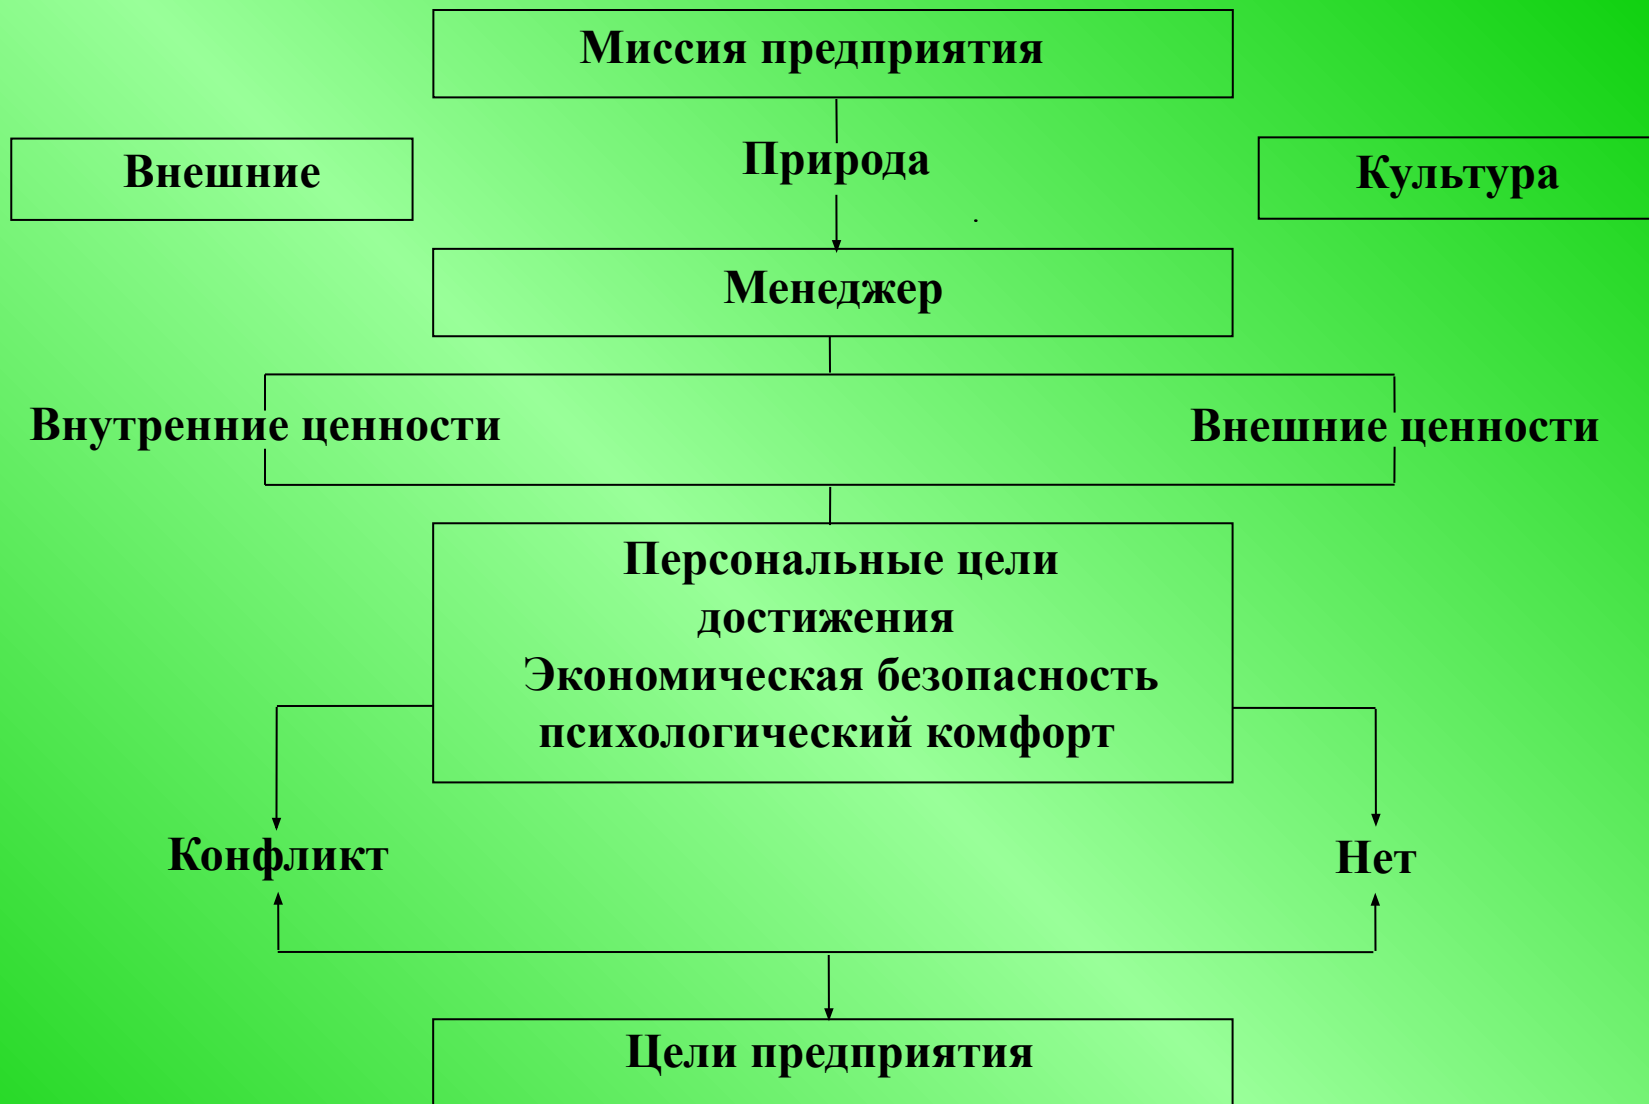 Миссия предприятия
Внешние
Природа
Культура
Менеджер
Внутренние ценности
Внешние ценности
Персональные цели
достижения
Экономическая безопасность
психологический комфорт
Конфликт
Нет
Цели предприятия